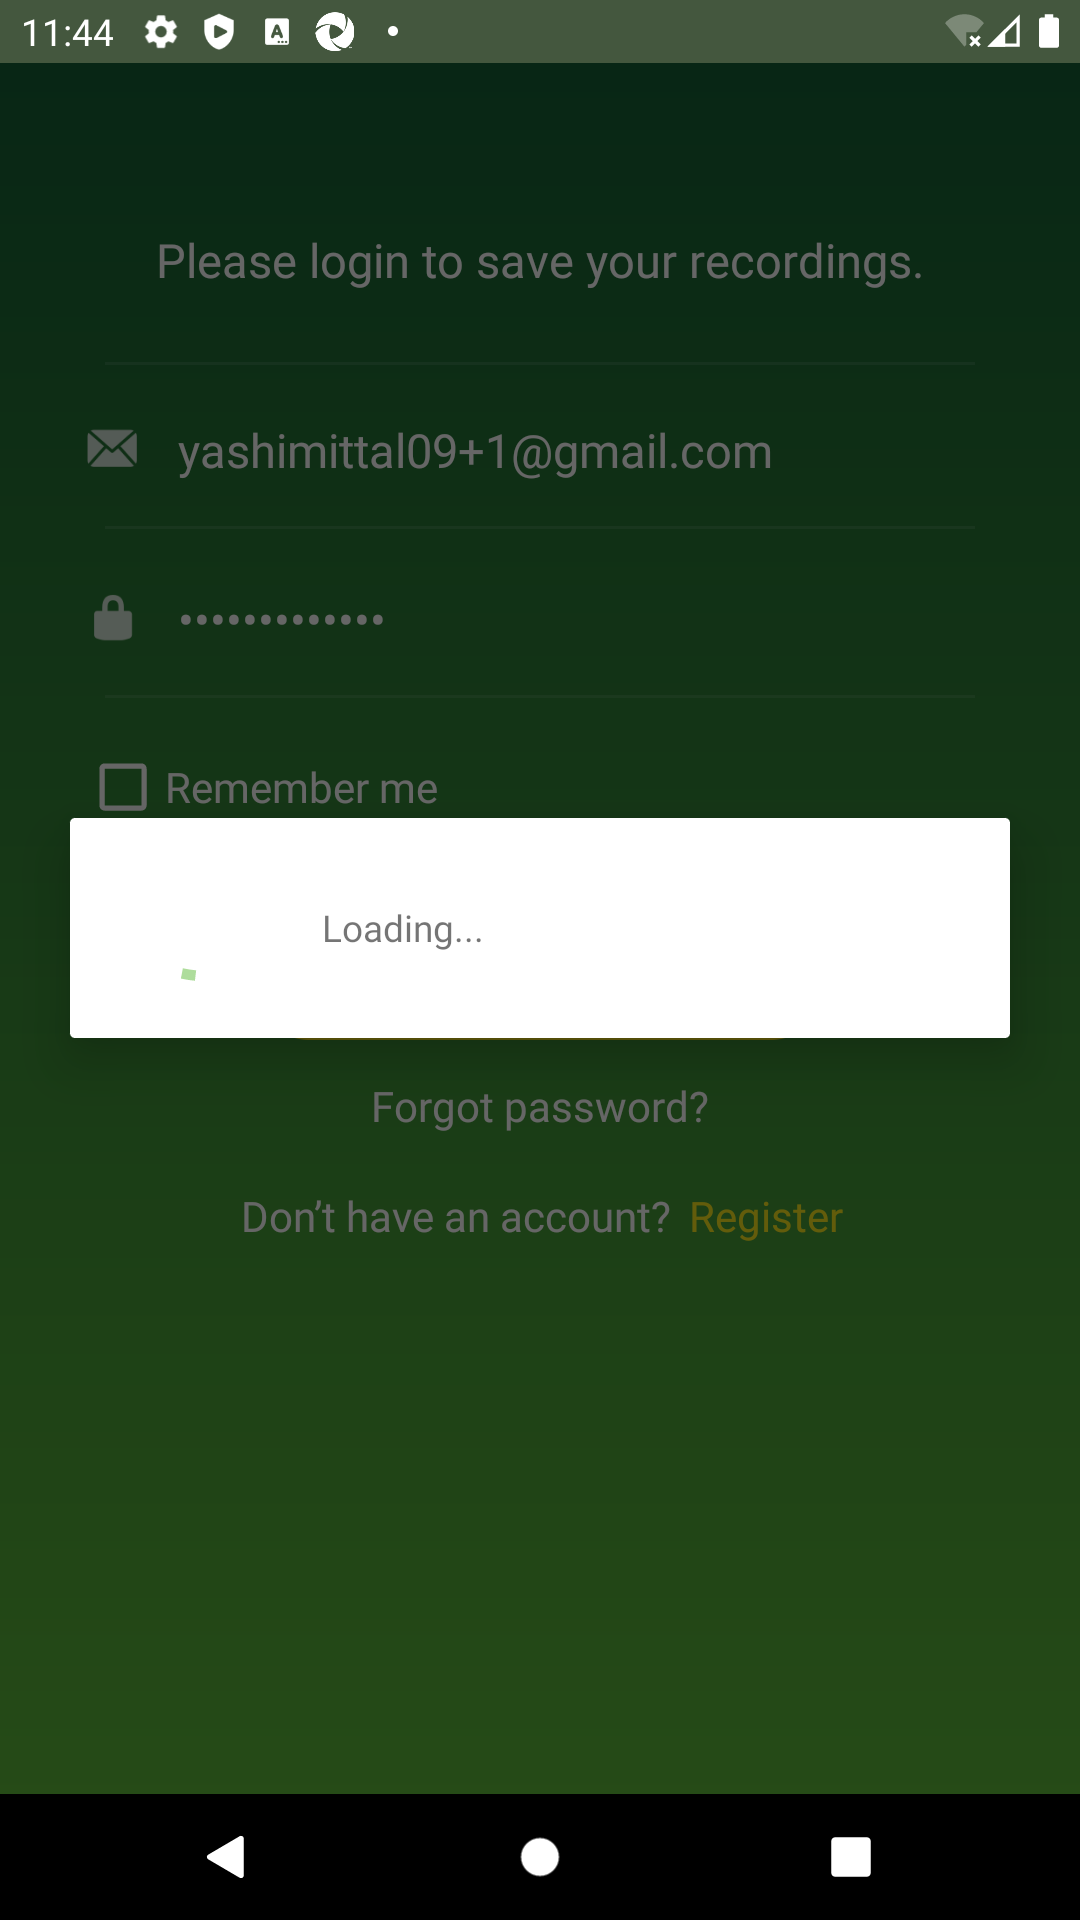 11:44
Please login to save your recordings.
yashimittal09+1@gmail.com
•••••••••••••
Remember me
Loading...
Forgot password?
Don’t have an account? Register